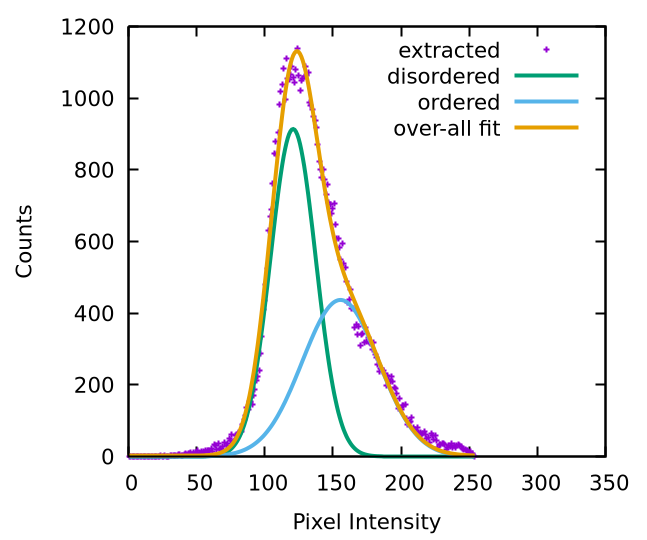 1200
1000
800
600
400
200
0
Counts
extracted
disordered
ordered
over-all fit
0 50 100 150 200 250 300 350
Pixel Intensity